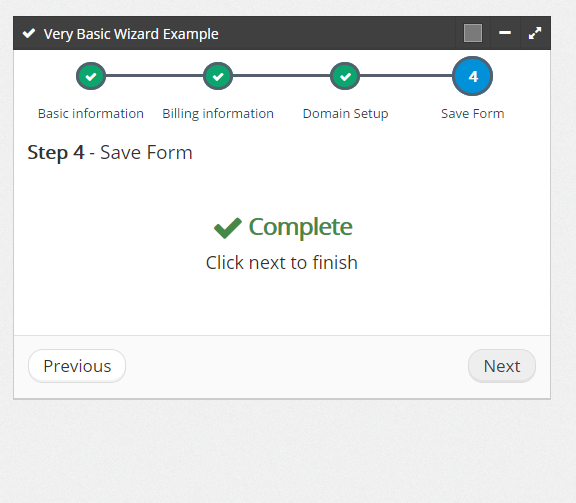 Very Basic Wizard Example
4
Basic information Billing information Domain Setup Save Form
Step 4 - Save Form
Complete
Click next to finish
Previous Next